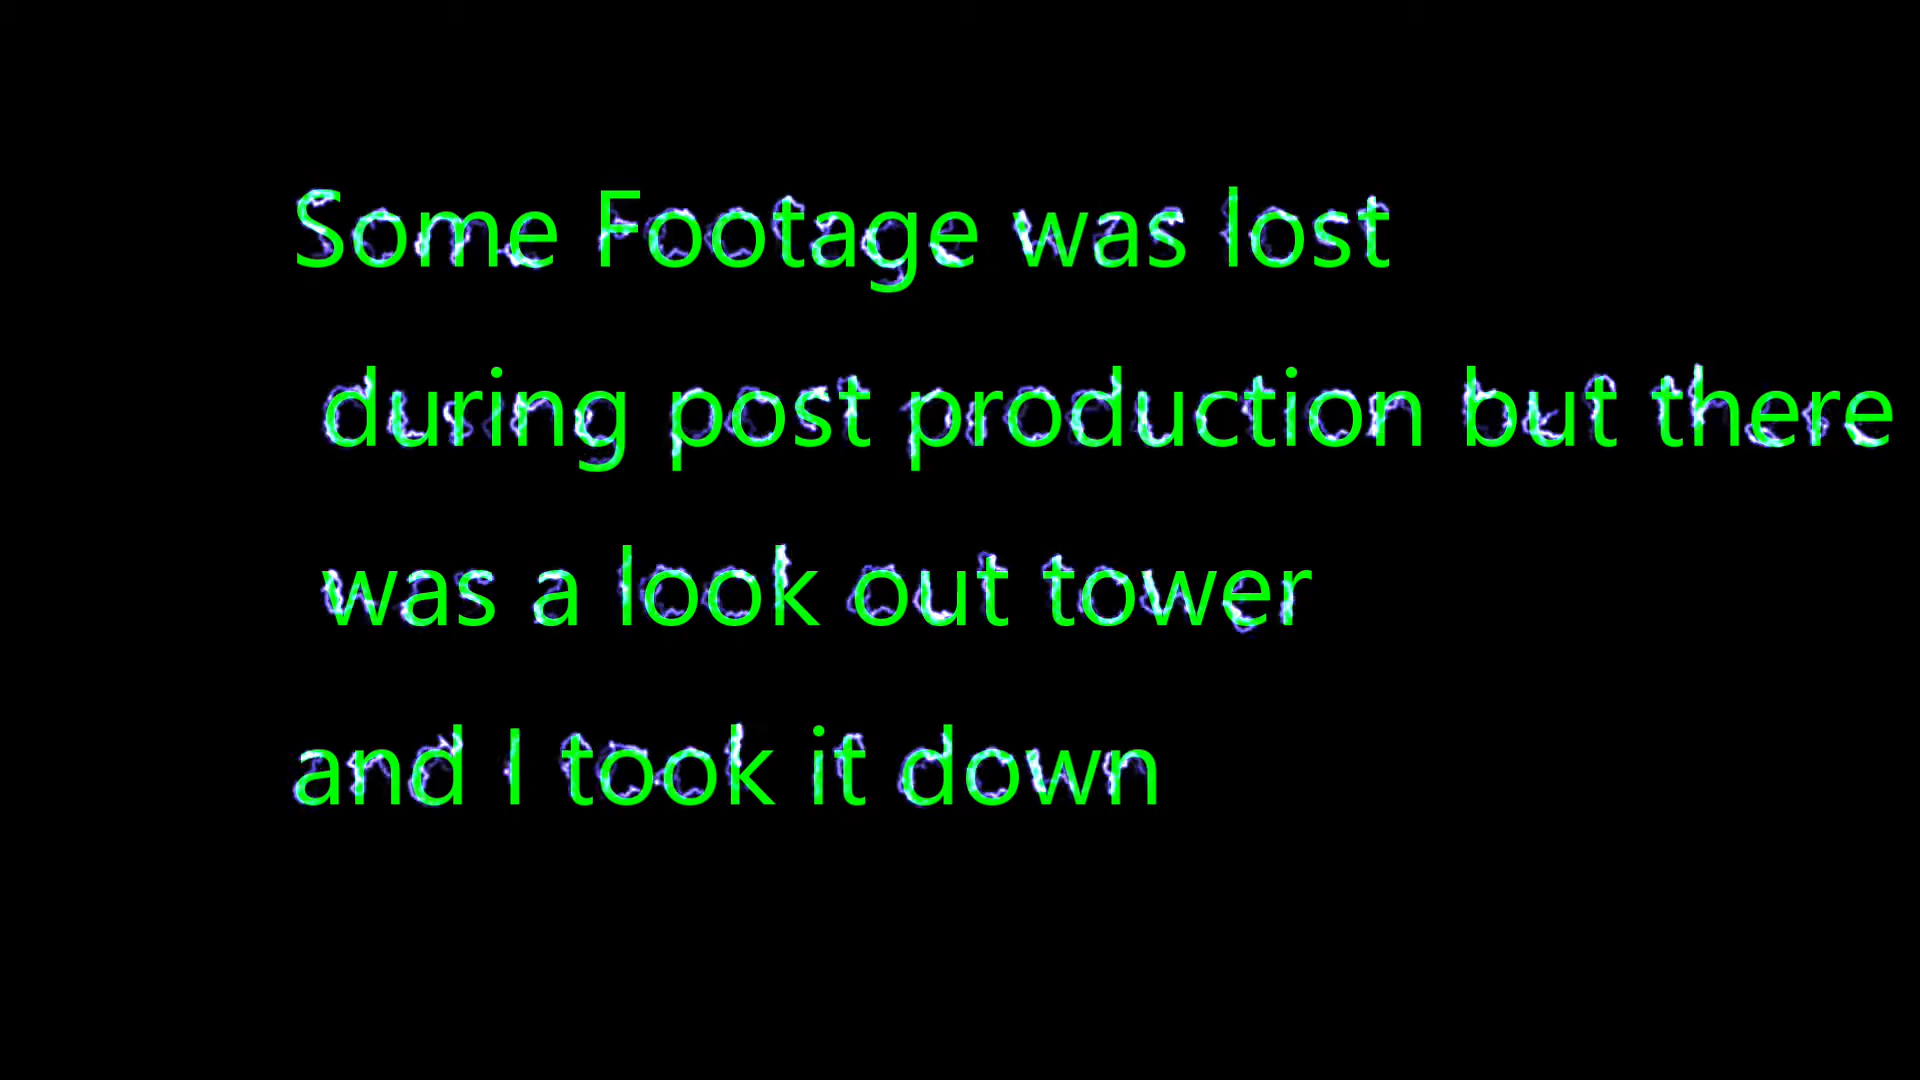 Some Footage was lost
during post production but there
was a look out tower
and I took it down